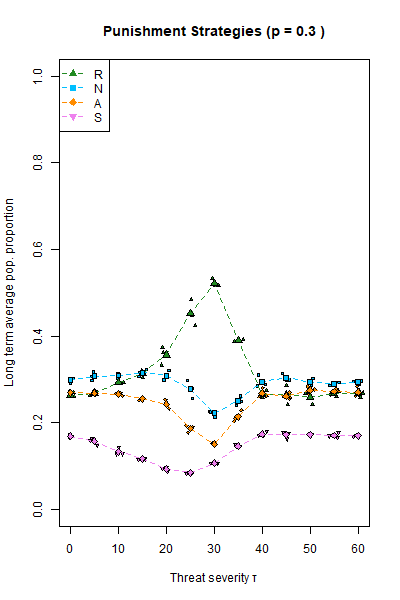 Punishment Strategies (p = 0.3 )
R
N
A
S
Long term average pop. proportion
1.0
0.8
0.6
0.4
0.2
0.0
0 10 20 30 40 50 60
Threat severity τ